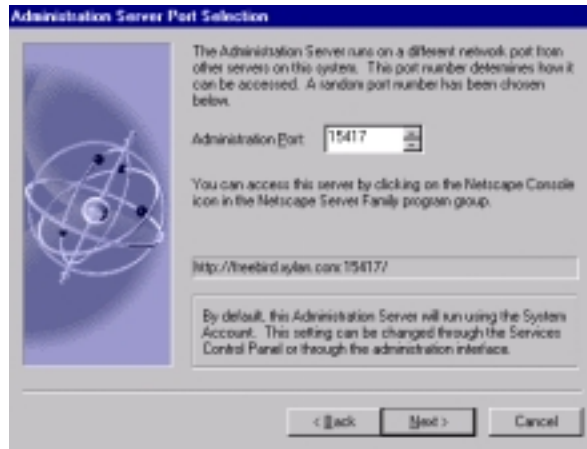 Administration Server Port Selection
The Administration Server runs on a different network port from
other servers on this system. This port number determines how it
can be accessed. A random port number has been chosen
below.
Administration Port: 15417
You can access this server by clicking on the Netscape Console
icon in the Netscape Server Family program group.
http://freebird.xylan.com:15417/
By default, this Administration Server will run using the System
Account. This setting can be changed through the Services
Control Panel or through the administration interface.
< Back Next > Cancel